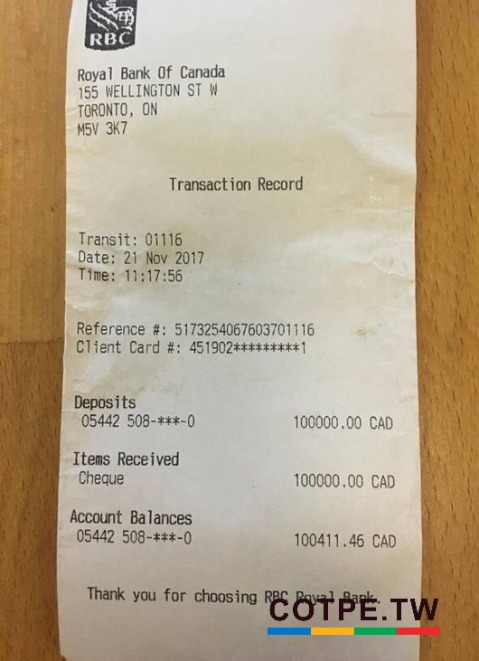 RBC
Royal Bank Of Canada
155 WELLINGTON ST W
TORONTO, ON
M5V 3K7
Transaction Record
Transit: 01116
Date: 21 Nov 2017
Time: 11:17:56
Reference #: 5173254067603701116
Client Card #: 451902*********1
Deposits
05442 508-***-0 100000.00 CAD
Items Received
Cheque 100000.00 CAD
Account Balances
05442 508-***-0 100411.46 CAD
Thank you for choosing RBC Royal Bank.
COTPE.TW